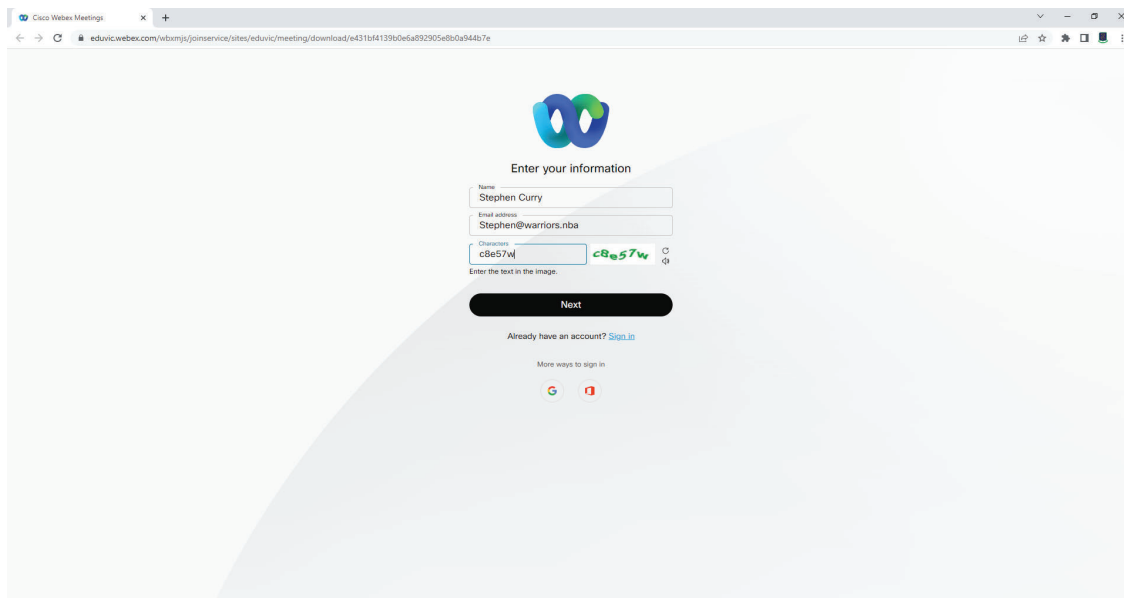 Cisco Webex Meetings
eduvic.webex.com/wbxmjs/joinservice/sites/eduvic/meeting/download/e431bf4139b0e6a892905e8b0a944b7e
Enter your information
Name
Stephen Curry
Email address
Stephen@warriors.nba
Characters
c8e57w c8e57w
Enter the text in the image.
Next
Already have an account? Sign in
More ways to sign in